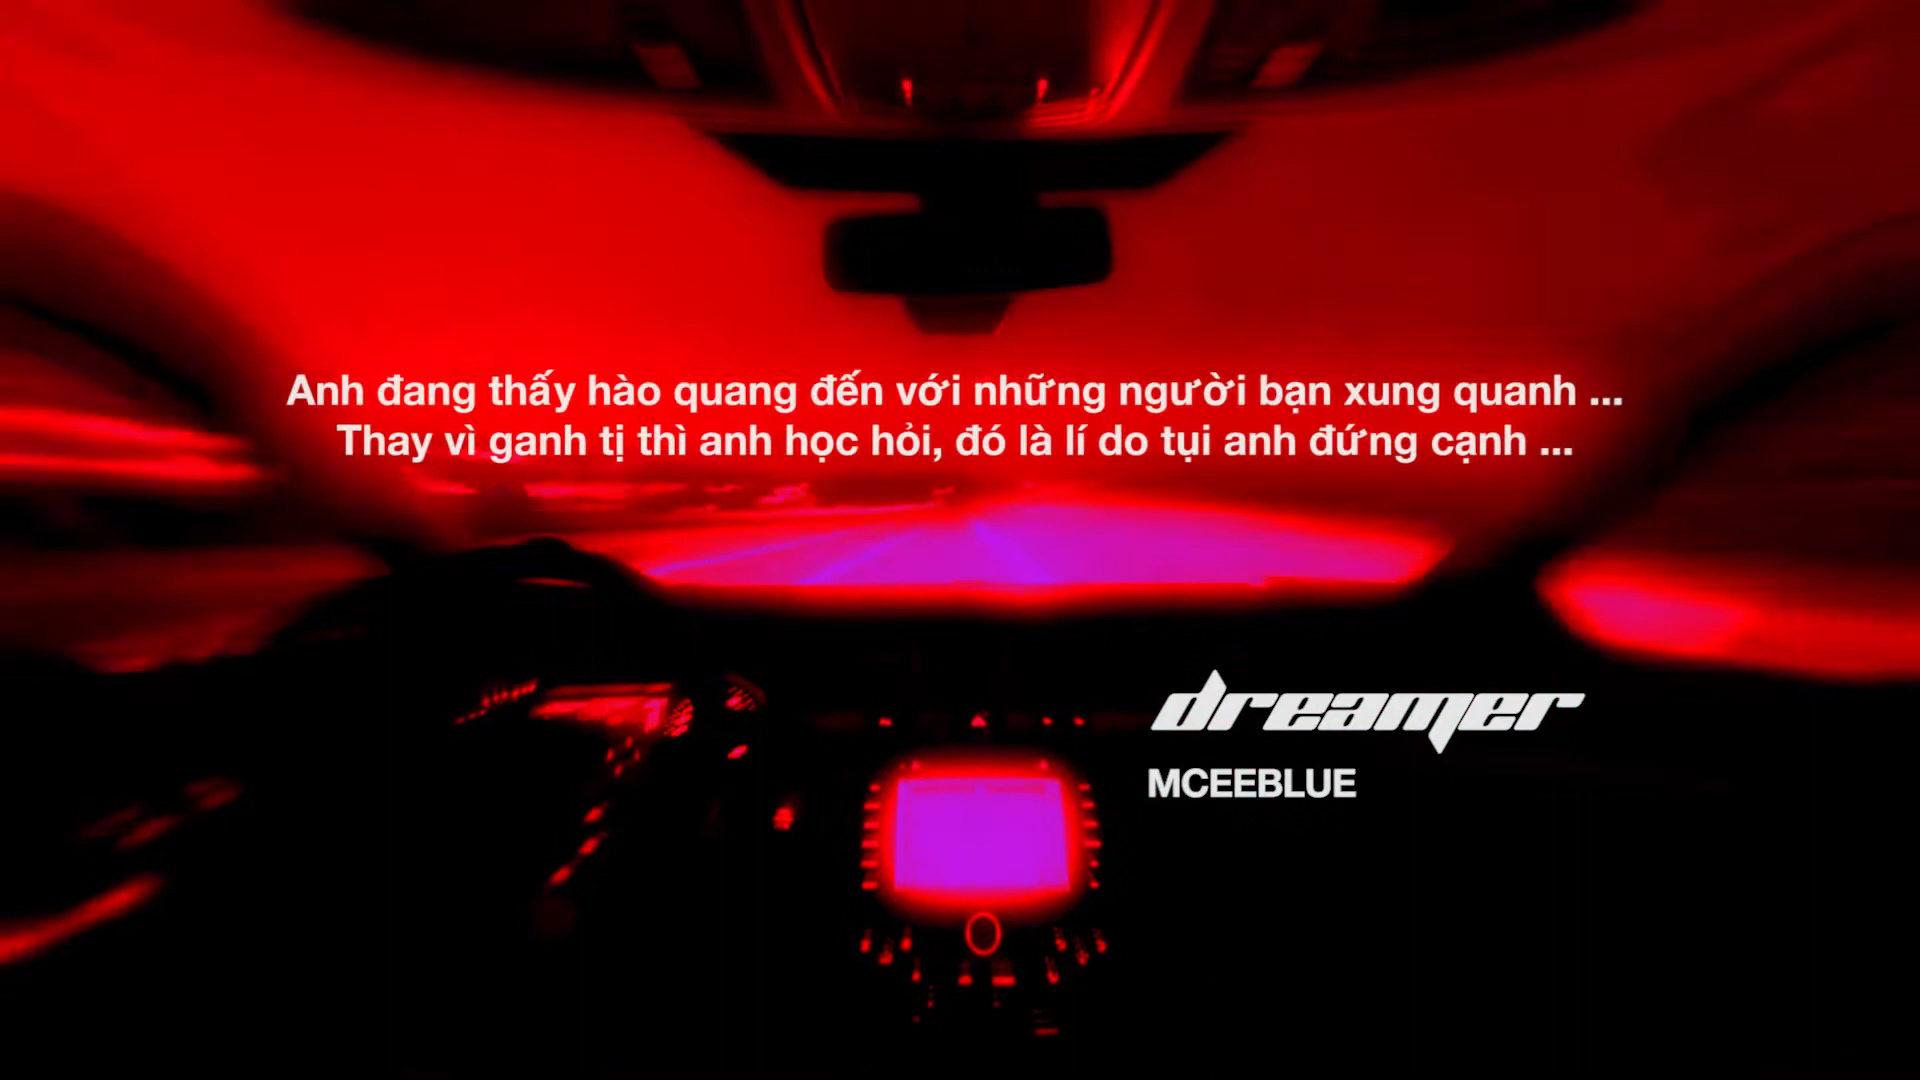 Anh đang thấy hào quang đến với những người bạn xung quanh ...
Thay vì ganh tị thì anh học hỏi, đó là lí do tụi anh đứng cạnh ...
dreamer
MCEEBLUE